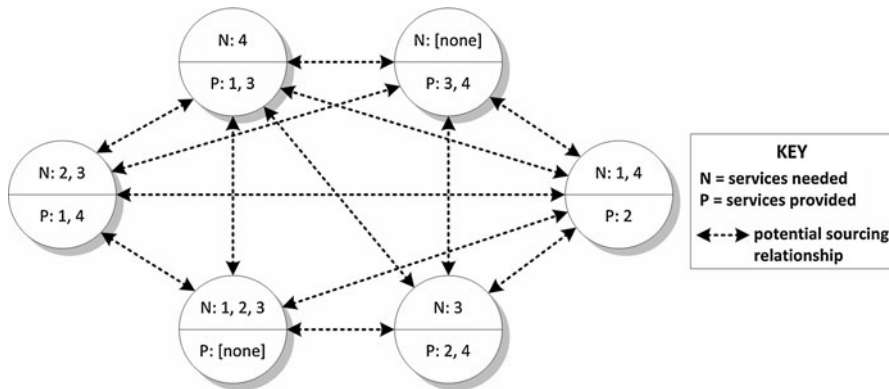 N: 4
P: 1, 3
N: [none]
P: 3, 4
N: 2, 3
P: 1, 4
N: 1, 4
P: 2
N: 1, 2, 3
P: [none]
N: 3
P: 2, 4
KEY
N = services needed
P = services provided
potential sourcing
relationship